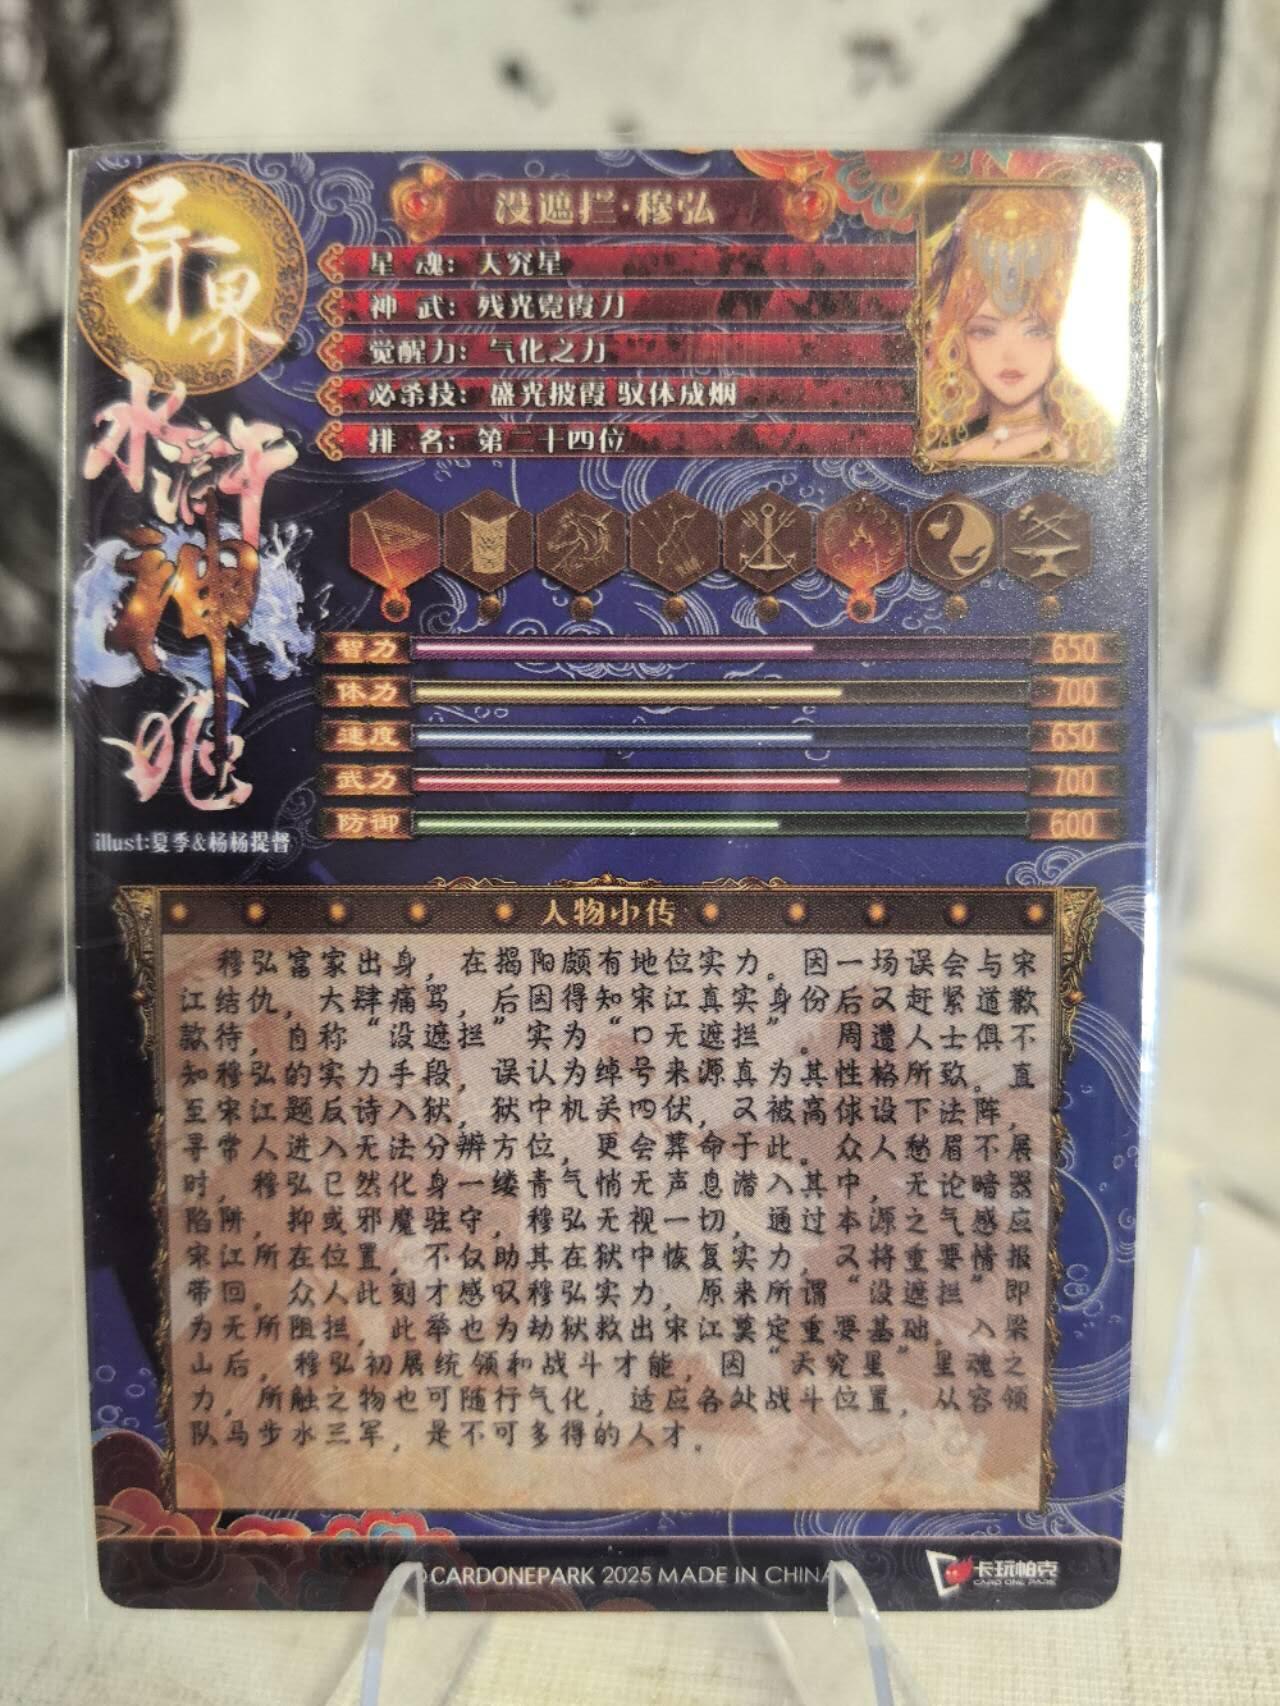 异界
水浒
神
没遮拦·穆弘
星 魂：天究星
神 武：残光霓霞刀
觉醒力：气化之力
必杀技：盛光披霞 驭休成烟
排 名：第二十四位
智力 650
体力 700
速度 650
武力 700
防御 600
illust:夏季&杨杨提督
人物小传
穆弘富家出身，在揭阳颇有地位实力。因一场误会与宋
江结仇，大肆痛骂，后因得知宋江真实身份后又赶紧道歉
款待，自称“没遮拦”实为“口无遮拦”。周遭人士俱不
知穆弘的实力手段，误认为绰号来源真为其性格所致。直
至宋江题反诗入狱，狱中机关四伏，又被高俅设下法阵，
寻常人进入无法分辨方位，更会葬命于此。众人愁眉不展
时，穆弘已然化身一缕青气悄无声息潜入其中，无论暗器
陷阱，抑或邪魔驻守，穆弘无视一切，通过本源之气感应
宋江所在位置，不仅助其在狱中恢复实力，又将重要情报
带回。众人此刻才感叹穆弘实力，原来所谓“没遮拦”即
为无所阻拦，此举也为劫狱救出宋江奠定重要基础。入梁
山后，穆弘初展统领和战斗才能，因“天究星”星魂之
力，所触之物也可随行气化，适应各处战斗位置，从容领
队马步水三军，是不可多得的人才。
©CARDONEPARK 2025 MADE IN CHINA
卡玩帕克
CARD ONE PARK